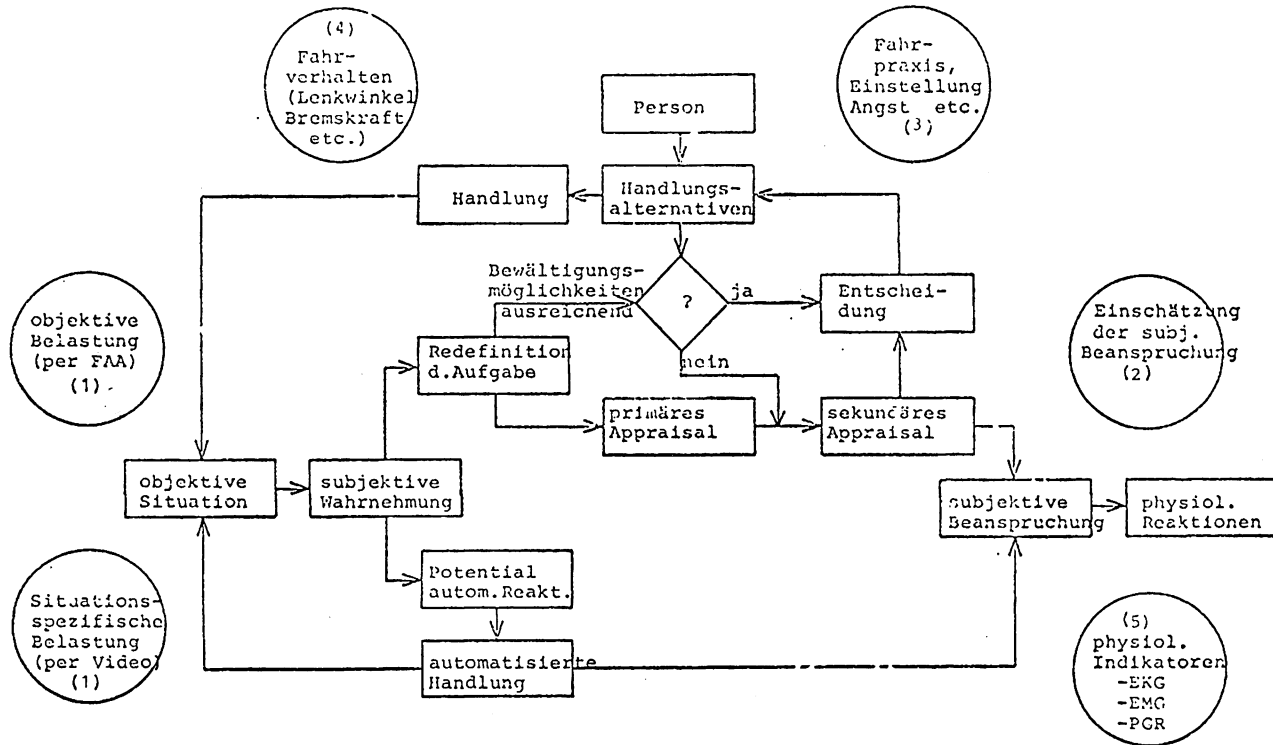 (4)
Fahr-
verhalten
(Lenkwinkel
Bremskraft
etc.)
Fahr-
praxis,
Einstellung
Angst etc.
(3)
Person
Handlung
Handlungs-
alternativen
Bewältigungs-
möglichkeiten
ausreichend
?
ja
nein
Entschei-
dung
objektive
Belastung
(per FAA)
(1)
Einschätzung
der subj.
Beanspruchung
(2)
Redefinition
d.Aufgabe
primäres
Appraisal
sekundäres
Appraisal
objektive
Situation
subjektive
Wahrnehmung
subjektive
Beanspruchung
physiol.
Reaktionen
Potential
autom.Reakt.
automatisierte
Handlung
Situations-
spezifische
Belastung
(per Video)
(1)
(5)
physiol.
Indikatoren
-EKG
-EMG
-PGR